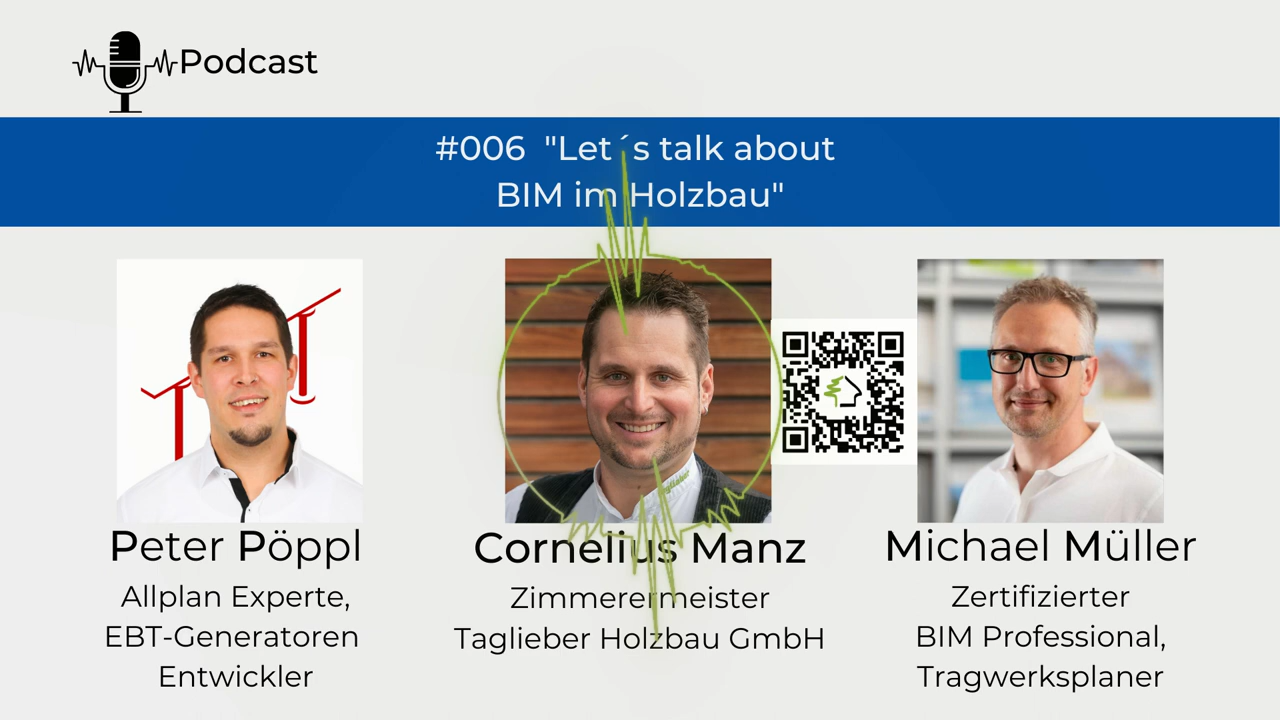 Podcast
#006 "Let´s talk about
BIM im Holzbau"
Peter Pöppl
Allplan Experte,
EBT-Generatoren
Entwickler
Cornelius Manz
Zimmerermeister
Taglieber Holzbau GmbH
Michael Müller
Zertifizierter
BIM Professional,
Tragwerksplaner